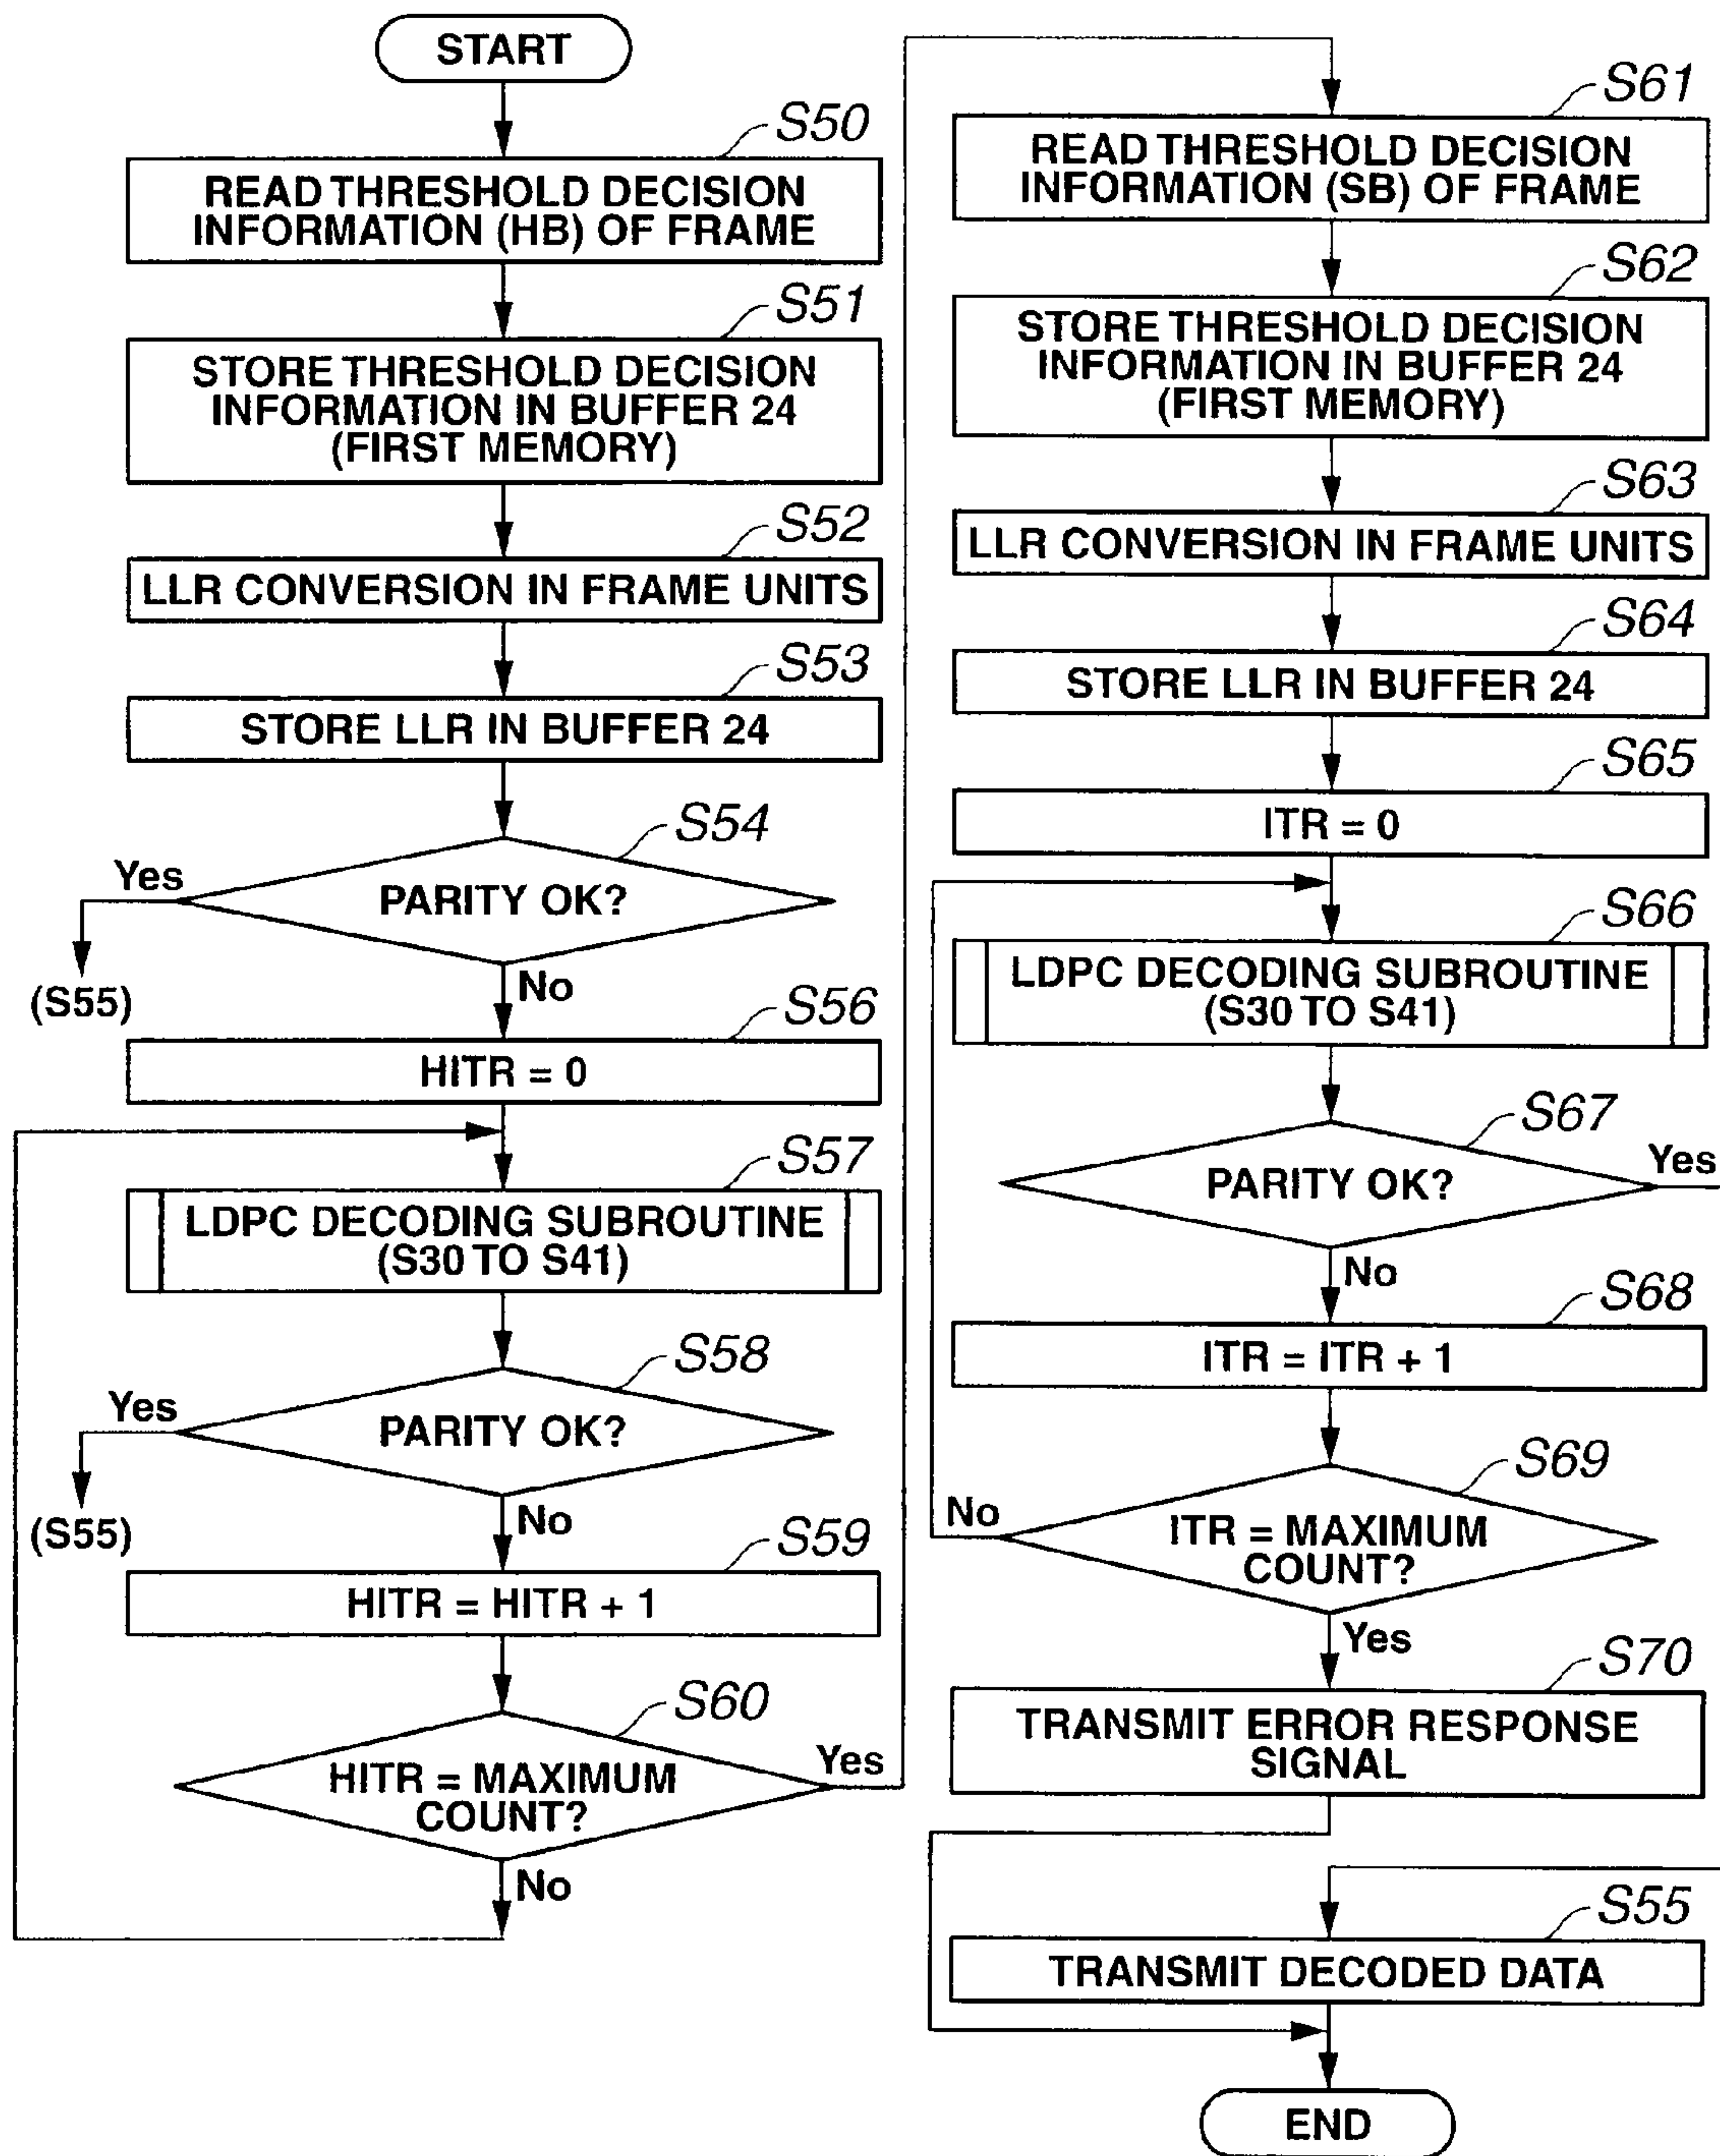 START
S50
READ THRESHOLD DECISION
INFORMATION (HB) OF FRAME
S51
STORE THRESHOLD DECISION
INFORMATION IN BUFFER 24
(FIRST MEMORY)
S52
LLR CONVERSION IN FRAME UNITS
S53
STORE LLR IN BUFFER 24
S54
Yes
PARITY OK?
(S55)
No
S56
HITR = 0
S57
LDPC DECODING SUBROUTINE
(S30 TO S41)
S58
Yes
PARITY OK?
(S55)
No
S59
HITR = HITR + 1
S60
HITR = MAXIMUM
COUNT?
Yes
No
S61
READ THRESHOLD DECISION
INFORMATION (SB) OF FRAME
S62
STORE THRESHOLD DECISION
INFORMATION IN BUFFER 24
(FIRST MEMORY)
S63
LLR CONVERSION IN FRAME UNITS
S64
STORE LLR IN BUFFER 24
S65
ITR = 0
S66
LDPC DECODING SUBROUTINE
(S30 TO S41)
S67
PARITY OK?
Yes
No
S68
ITR = ITR + 1
S69
No
ITR = MAXIMUM
COUNT?
Yes
S70
TRANSMIT ERROR RESPONSE
SIGNAL
S55
TRANSMIT DECODED DATA
END